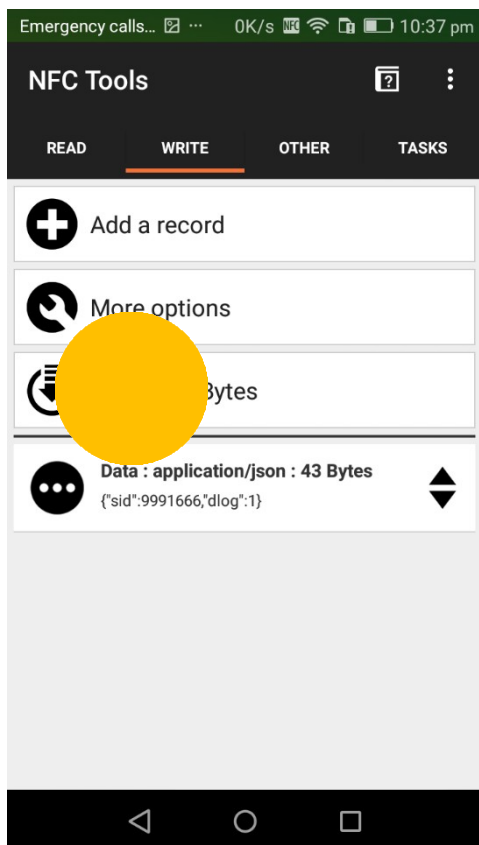 Emergency calls... ... 0K/s NFC 10:37 pm
NFC Tools
READ WRITE OTHER TASKS
Add a record
More options
Bytes
Data : application/json : 43 Bytes
{"sid":9991666,"dlog":1}